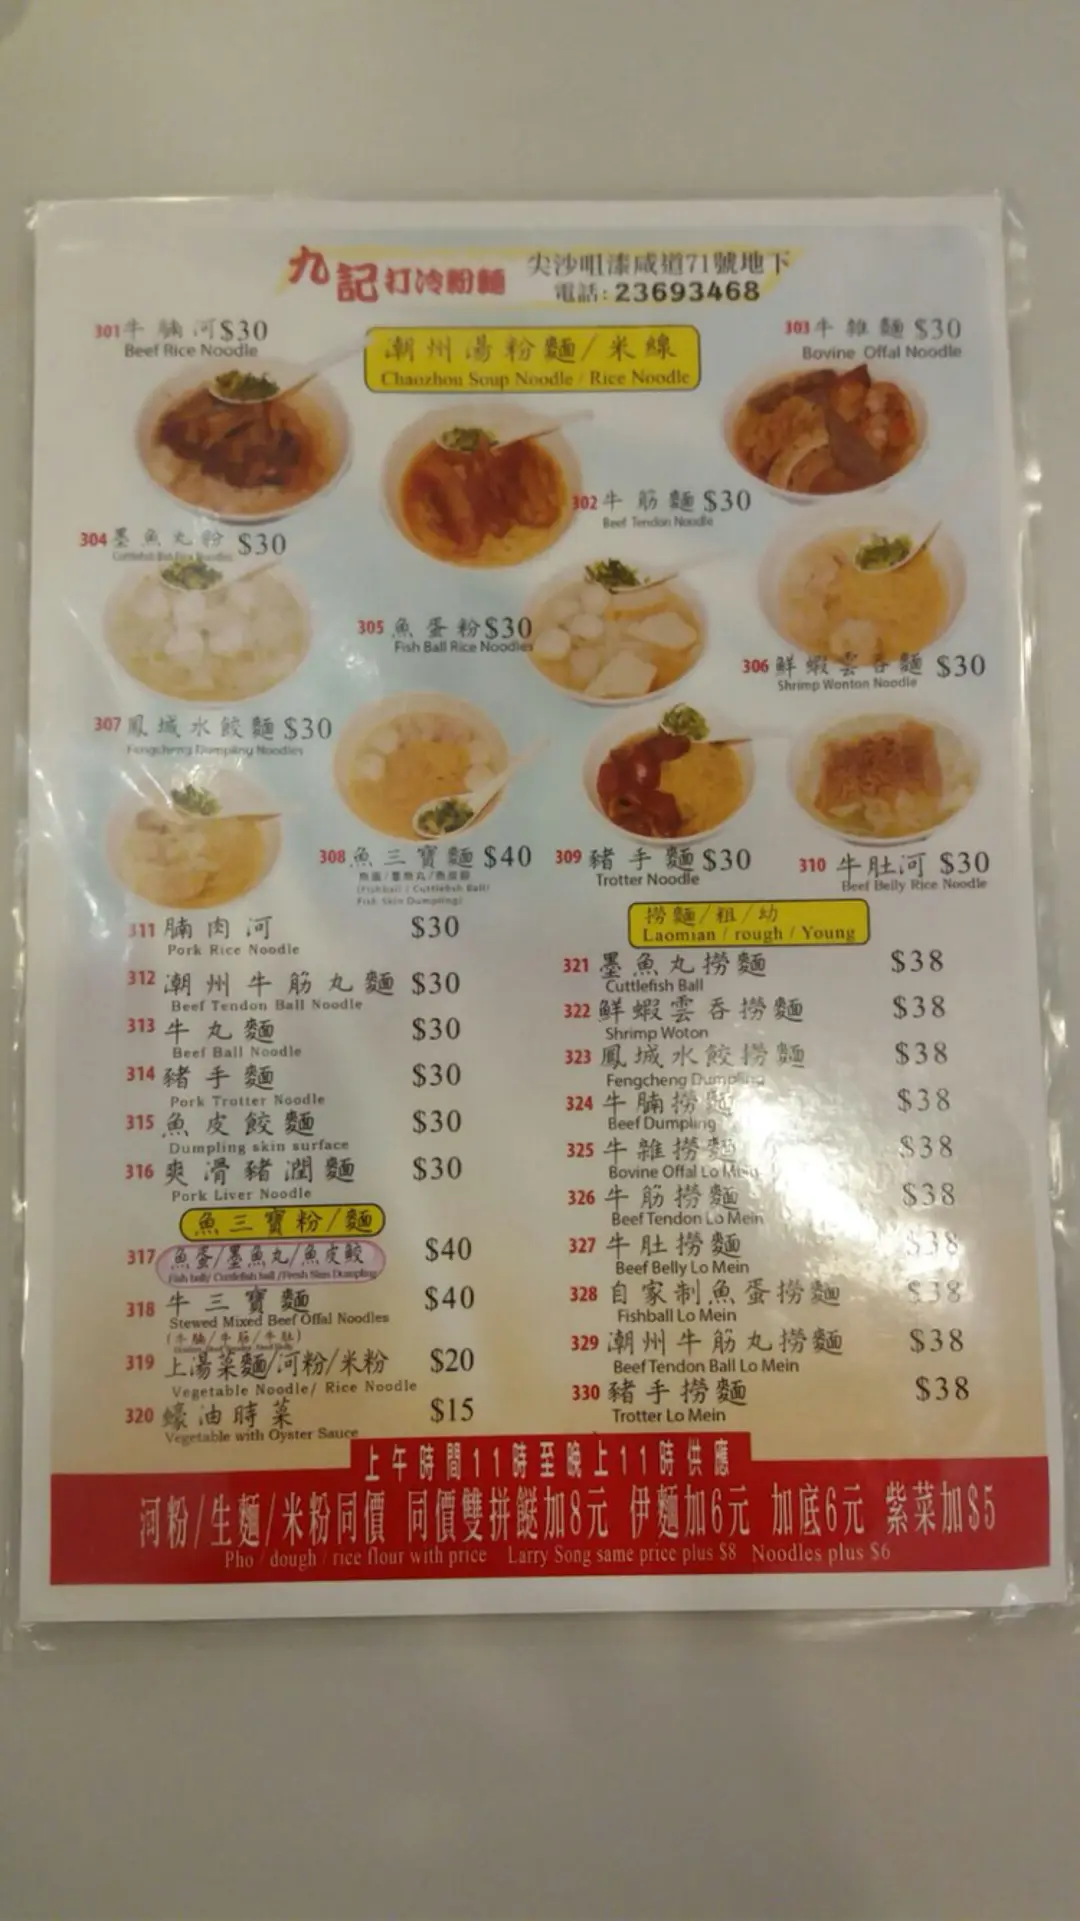 九記打冷粉麵
尖沙咀漆咸道71號地下
電話:23693468
301 牛腩河 $30
Beef Rice Noodle
潮州湯粉麵/米線
Chaozhou Soup Noodle / Rice Noodle
303 牛雜麵 $30
Bovine Offal Noodle
302 牛筋麵 $30
Beef Tendon Noodle
304 墨魚丸粉 $30
305 魚蛋粉 $30
Fish Ball Rice Noodles
306 鮮蝦雲吞麵 $30
Shrimp Wonton Noodle
307 鳳城水餃麵 $30
Fengcheng Dumpling Noodles
308 魚三寶麵 $40
(Fishball / Cuttlefish Ball/
Fish Skin Dumpling)
309 豬手麵 $30
Trotter Noodle
310 牛肚河 $30
Beef Belly Rice Noodle
311 腩肉河 $30
Pork Rice Noodle
312 潮州牛筋丸麵 $30
Beef Tendon Ball Noodle
313 牛丸麵 $30
Beef Ball Noodle
314 豬手麵 $30
Pork Trotter Noodle
315 魚皮餃麵 $30
Dumpling skin surface
316 爽滑豬潤麵 $30
Pork Liver Noodle
魚三寶粉/麵
317 魚蛋/墨魚丸/魚皮餃 $40
318 牛三寶麵 $40
Stewed Mixed Beef Offal Noodles
(牛腩/牛筋/牛肚)
319 上湯菜麵/河粉/米粉 $20
Vegetable Noodle/ Rice Noodle
320 蠔油時菜 $15
Vegetable with Oyster Sauce
撈麵/粗/幼
Laomian / rough / Young
321 墨魚丸撈麵 $38
Cuttlefish Ball
322 鮮蝦雲吞撈麵 $38
Shrimp Woton
323 鳳城水餃撈麵 $38
Fengcheng Dumpling
324 牛腩撈麵 $38
Beef Dumpling
325 牛雜撈麵 $38
Bovine Offal Lo Mein
326 牛筋撈麵 $38
Beef Tendon Lo Mein
327 牛肚撈麵 $38
Beef Belly Lo Mein
328 自家制魚蛋撈麵 $38
Fishball Lo Mein
329 潮州牛筋丸撈麵 $38
Beef Tendon Ball Lo Mein
330 豬手撈麵 $38
Trotter Lo Mein
上午時間11時至晚上11時供應
河粉/生麵/米粉同價 同價雙拼餸加8元 伊麵加6元 加底6元 紫菜加$5
Pho / dough / rice flour with price Larry Song same price plus $8 Noodles plus $6